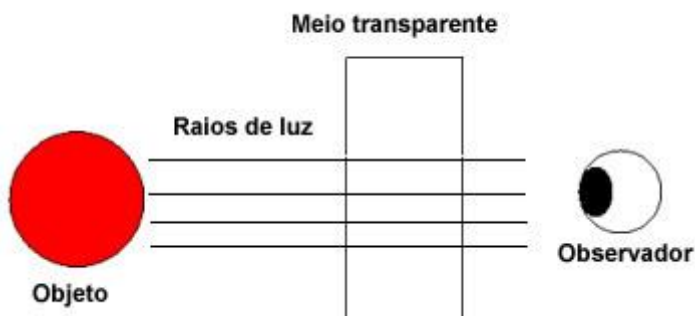 Meio transparente
Raios de luz
Objeto
Observador